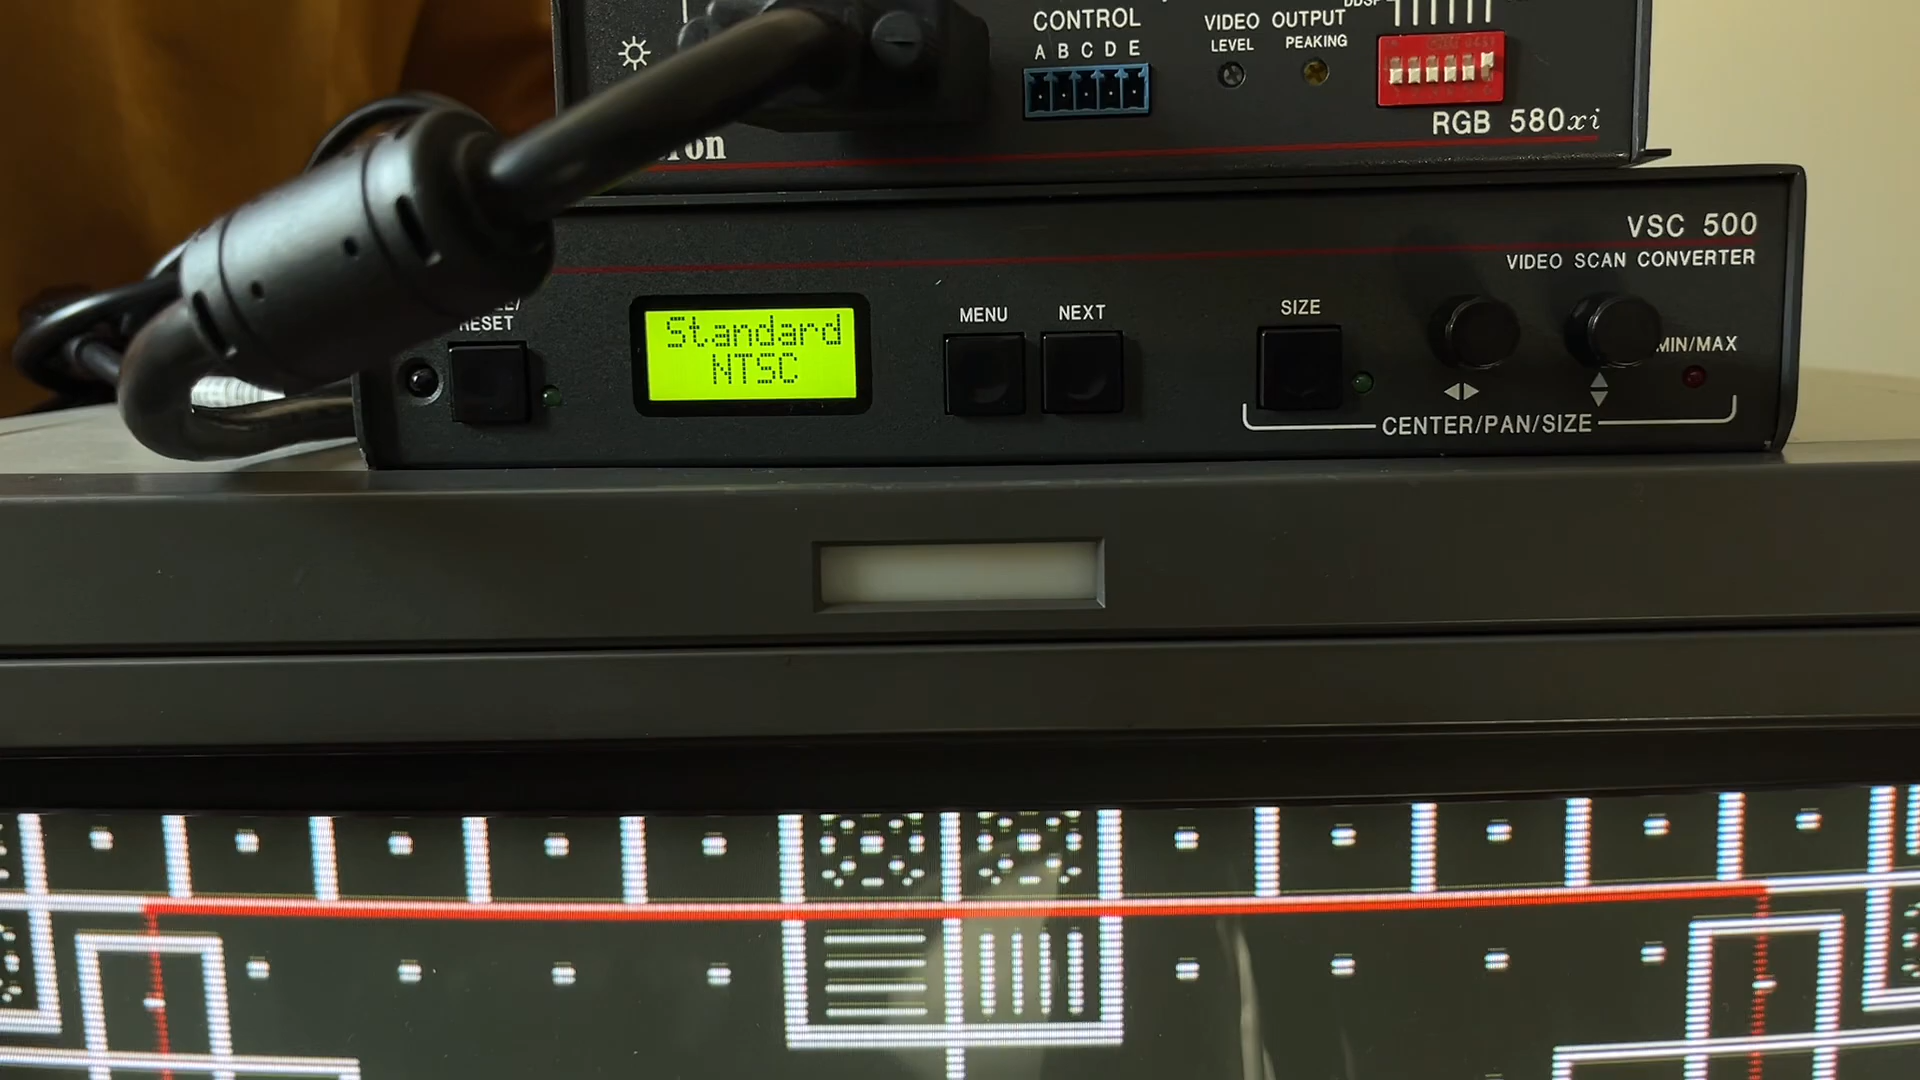 CONTROL
A B C D E
VIDEO
LEVEL
OUTPUT
PEAKING
RGB 580xi
VSC 500
VIDEO SCAN CONVERTER
RESET
Standard
NTSC
MENU
NEXT
SIZE
MIN/MAX
CENTER/PAN/SIZE